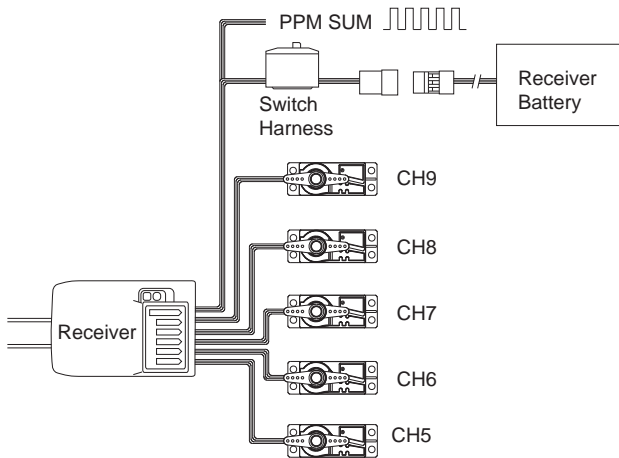 PPM SUM
Switch
Harness
Receiver
Battery
CH9
CH8
CH7
Receiver
CH6
CH5